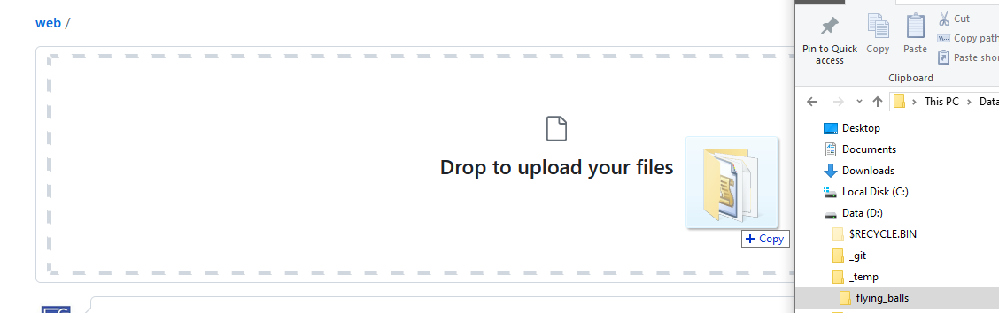 web /
Drop to upload your files
+ Copy
Pin to Quick
access
Copy
Paste
Cut
Copy path
Paste shor
Clipboard
This PC
Data
Desktop
Documents
Downloads
Local Disk (C:)
Data (D:)
$RECYCLE.BIN
_git
_temp
flying_balls